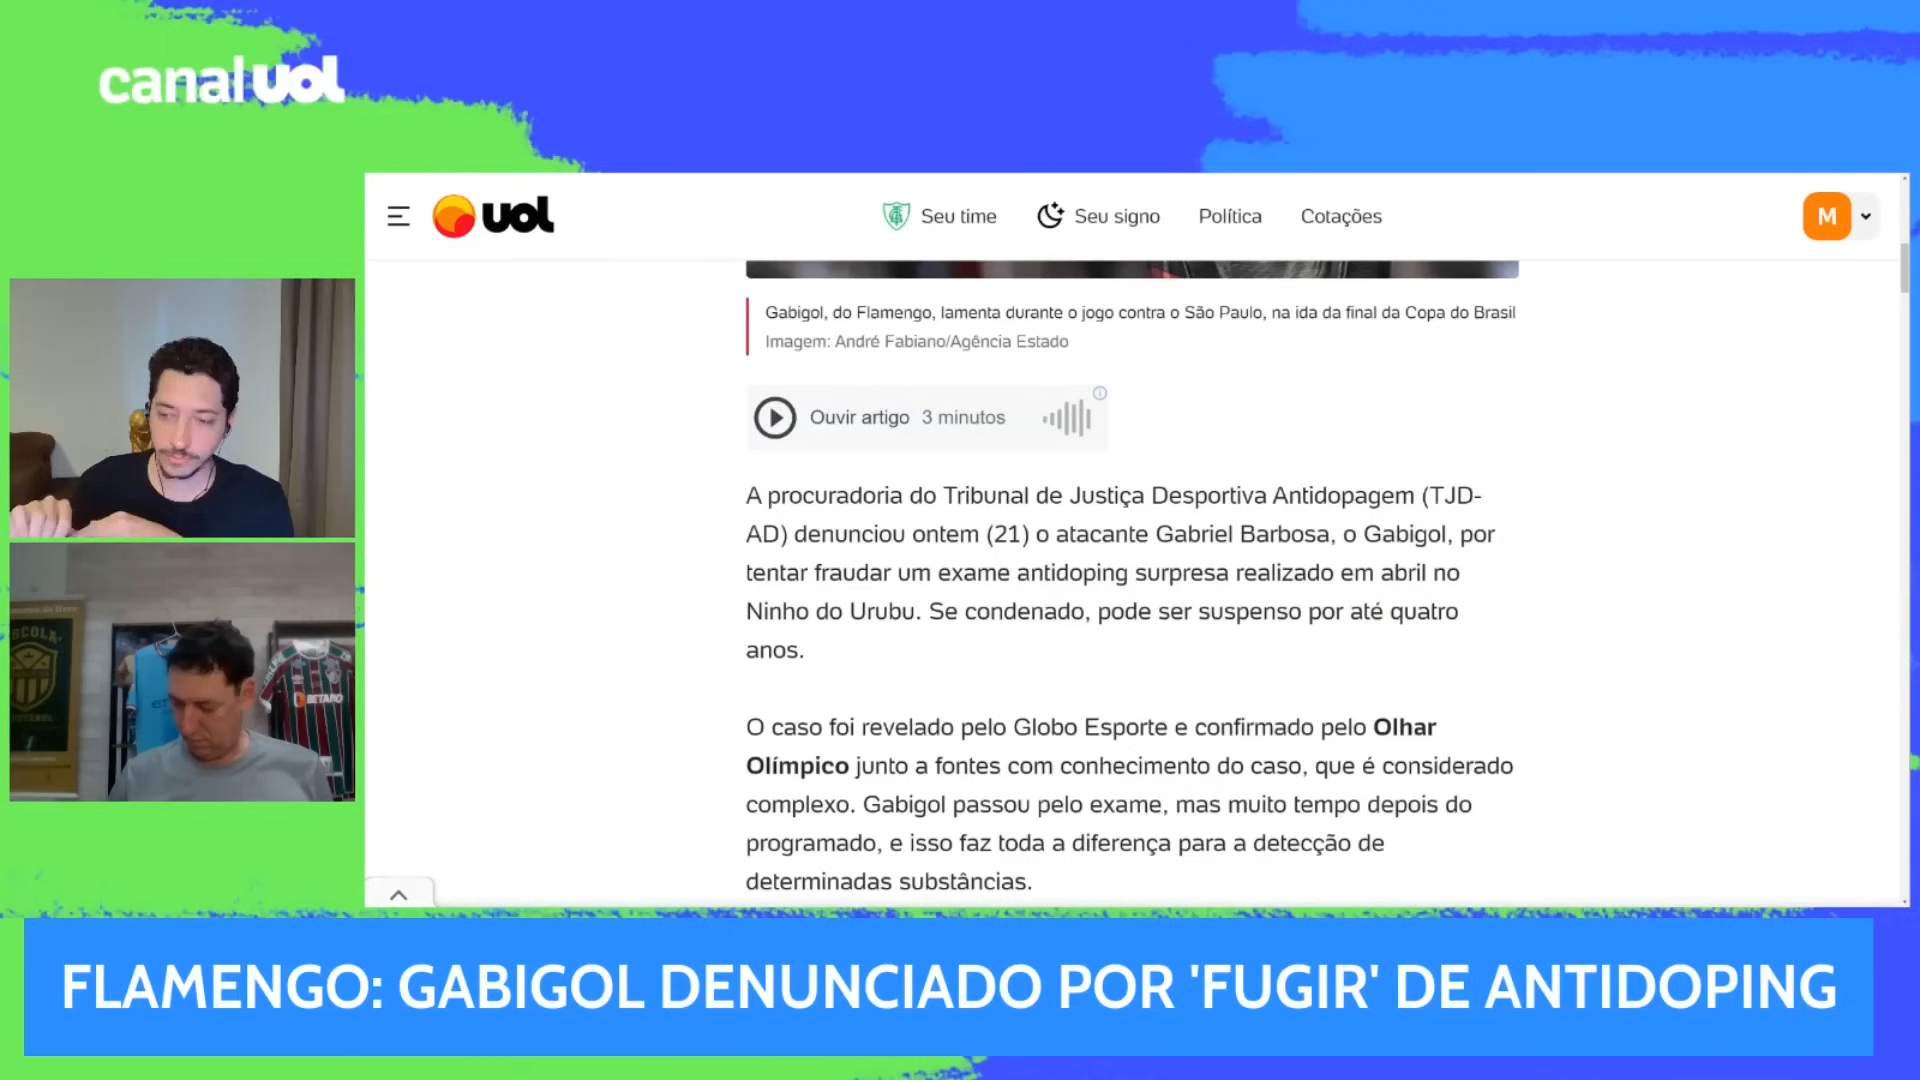 canal uol
uol
Seu time
Seu signo
Política
Cotações
M
Gabigol, do Flamengo, lamenta durante o jogo contra o São Paulo, na ida da final da Copa do Brasil
Imagem: André Fabiano/Agência Estado
Ouvir artigo 3 minutos
A procuradoria do Tribunal de Justiça Desportiva Antidopagem (TJD-
AD) denunciou ontem (21) o atacante Gabriel Barbosa, o Gabigol, por
tentar fraudar um exame antidoping surpresa realizado em abril no
Ninho do Urubu. Se condenado, pode ser suspenso por até quatro
anos.
O caso foi revelado pelo Globo Esporte e confirmado pelo Olhar
Olímpico junto a fontes com conhecimento do caso, que é considerado
complexo. Gabigol passou pelo exame, mas muito tempo depois do
programado, e isso faz toda a diferença para a detecção de
determinadas substâncias.
BETANO
FLAMENGO: GABIGOL DENUNCIADO POR 'FUGIR' DE ANTIDOPING